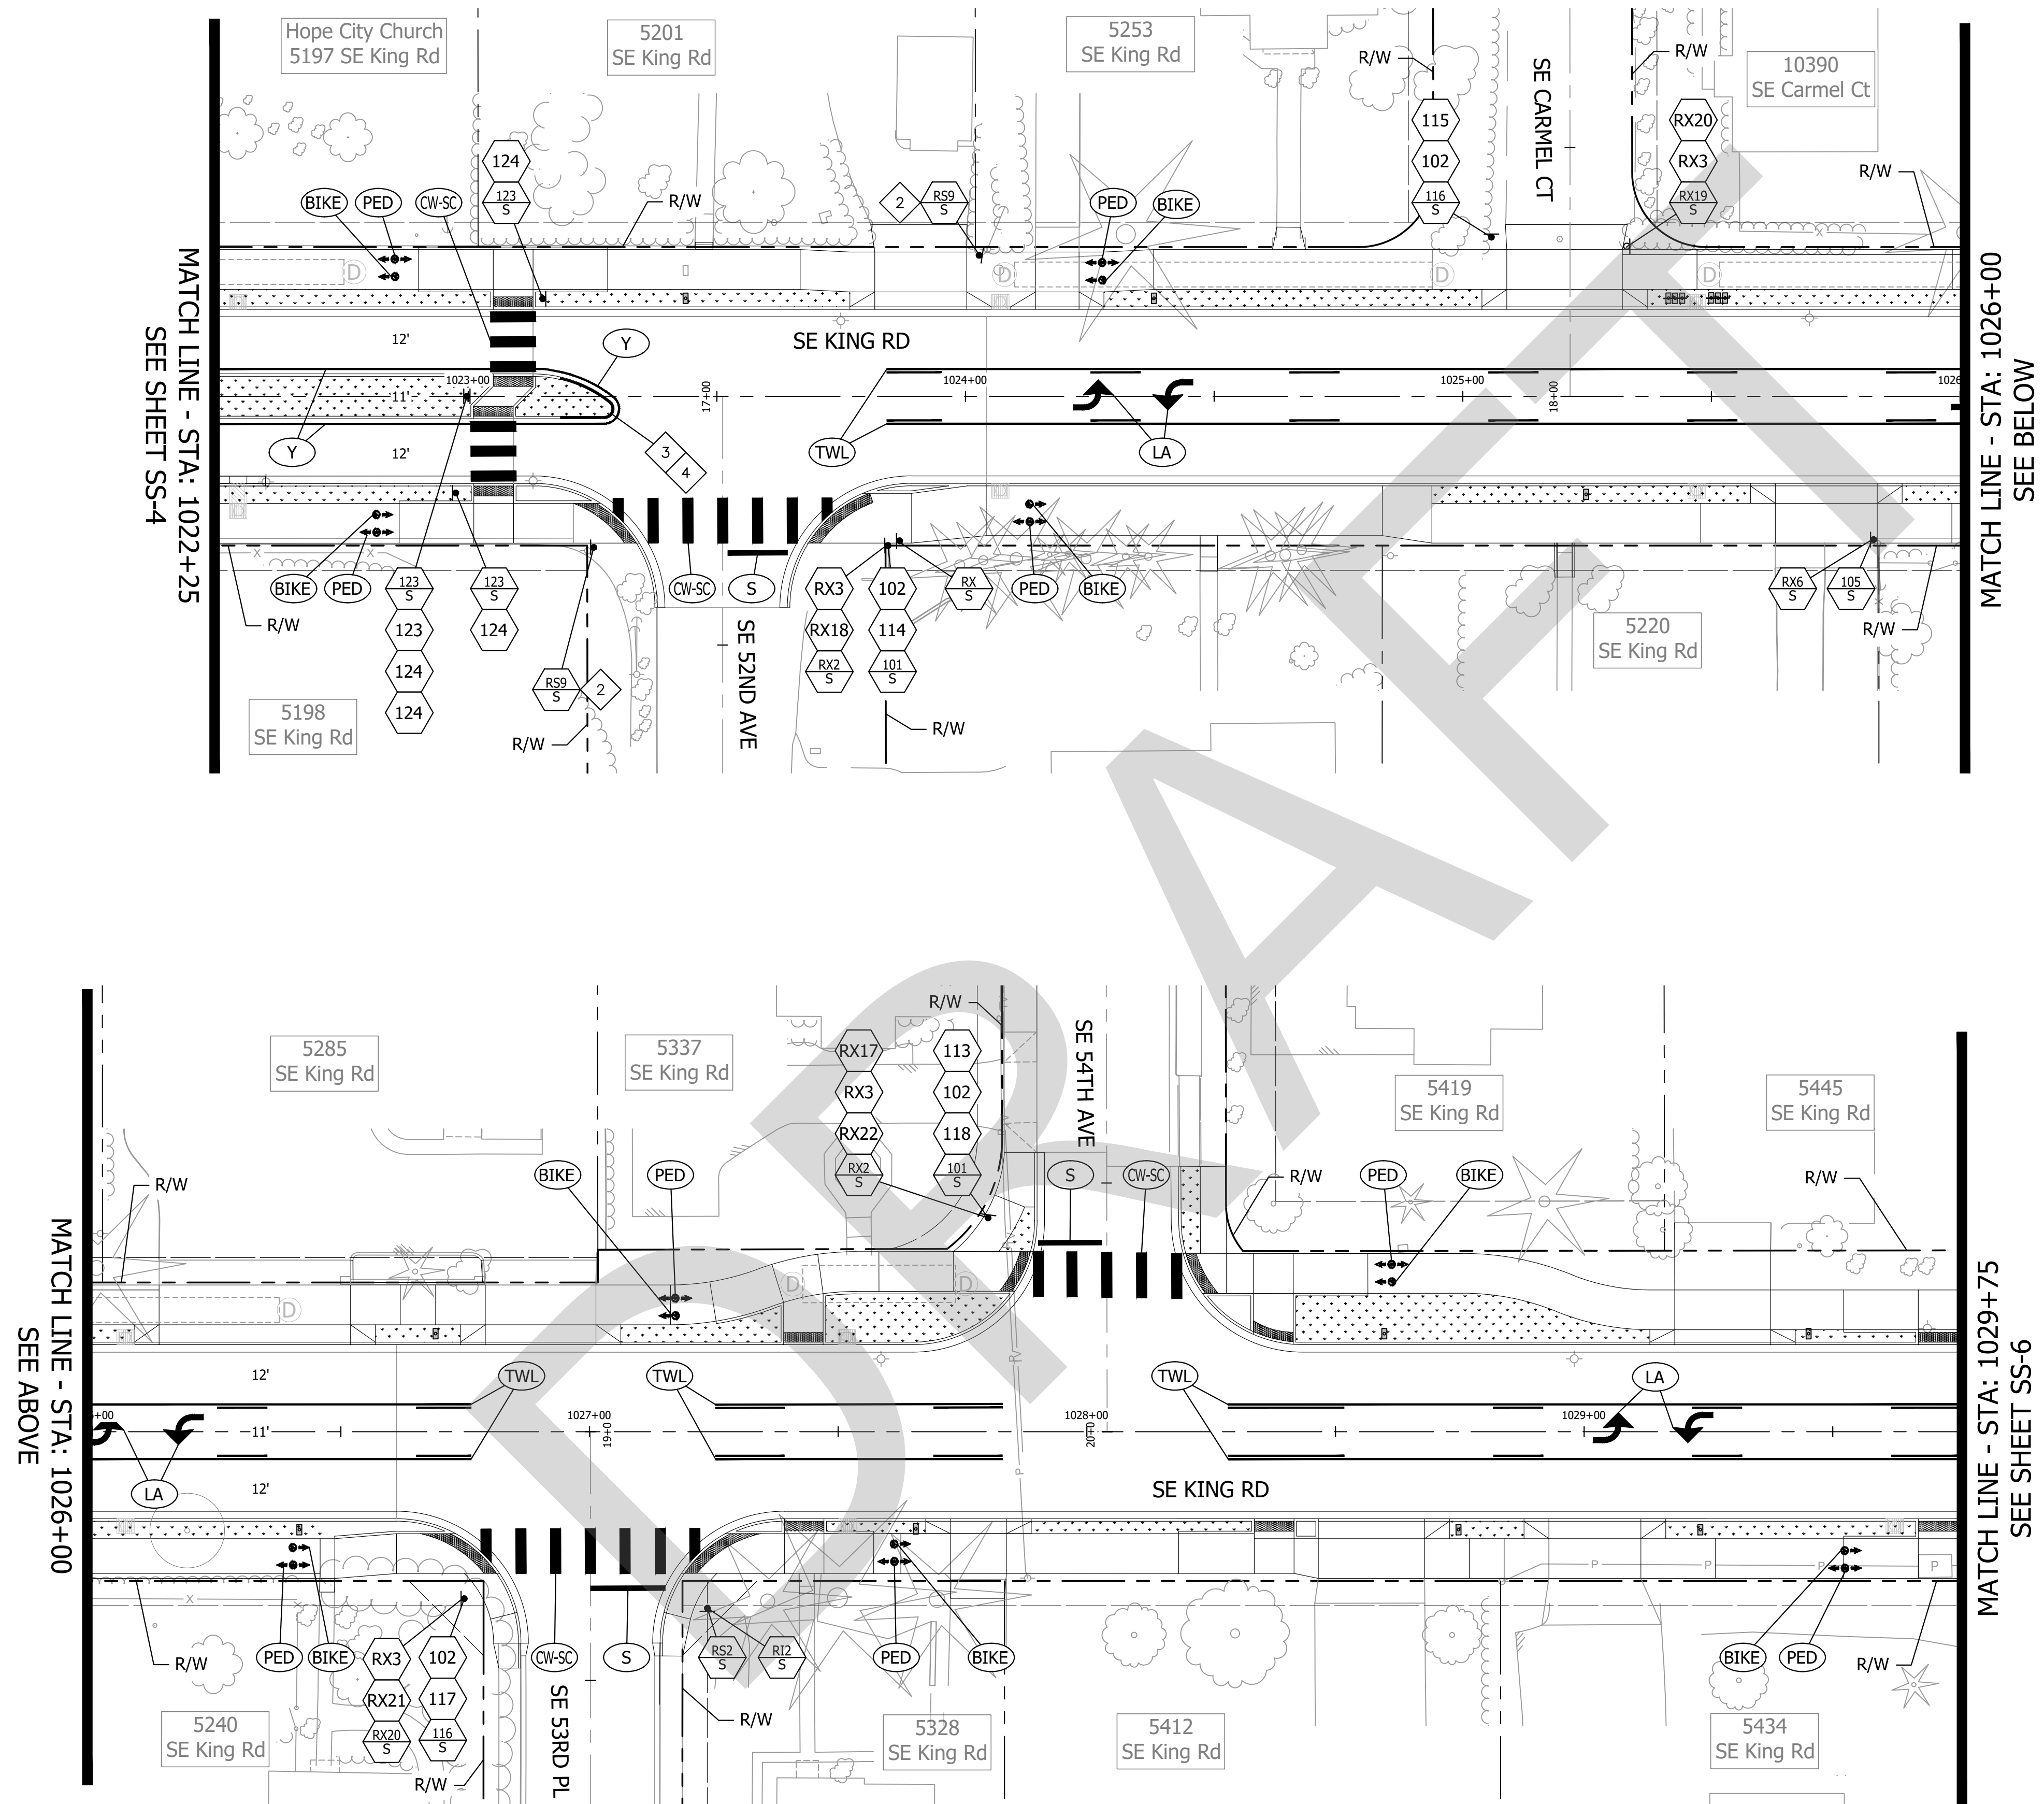 Hope City Church
5197 SE King Rd
5201
SE King Rd
5253
SE King Rd
10390
SE Carmel Ct
R/W
R/W
R/W
R/W
SE CARMEL CT
124
123
S
2
RS9
S
115
102
116
S
RX20
RX3
RX19
S
BIKE
PED
CW-SC
PED
BIKE
D
D
D
D
MATCH LINE - STA: 1022+25
SEE SHEET SS-4
MATCH LINE - STA: 1026+00
SEE BELOW
12'
Y
SE KING RD
1023+00
11'
17+00
1024+00
1025+00
18+00
1026
Y
12'
3
4
TWL
LA
X
X
BIKE
PED
123
S
123
124
124
123
S
124
CW-SC
S
RX3
RX18
RX2
S
102
114
101
S
RX
S
PED
BIKE
RX6
S
105
S
R/W
R/W
5198
SE King Rd
RS9
S
2
R/W
SE 52ND AVE
R/W
5220
SE King Rd
DRAFT
5285
SE King Rd
5337
SE King Rd
R/W
RX17
RX3
RX22
RX2
S
113
102
118
101
S
SE 54TH AVE
5419
SE King Rd
5445
SE King Rd
R/W
BIKE
PED
S
CW-SC
R/W
PED
BIKE
R/W
D
D
D
MATCH LINE - STA: 1026+00
SEE ABOVE
MATCH LINE - STA: 1029+75
SEE SHEET SS-6
12'
TWL
TWL
TWL
LA
+00
11'
1027+00
19+0
1028+00
20+0
1029+00
LA
12'
SE KING RD
P
P
P
P
P
X
R/W
PED
BIKE
RX3
RX21
RX20
S
102
117
116
S
CW-SC
S
RS2
S
RI2
S
PED
BIKE
BIKE
PED
R/W
5240
SE King Rd
R/W
SE 53RD PL
R/W
5328
SE King Rd
5412
SE King Rd
5434
SE King Rd